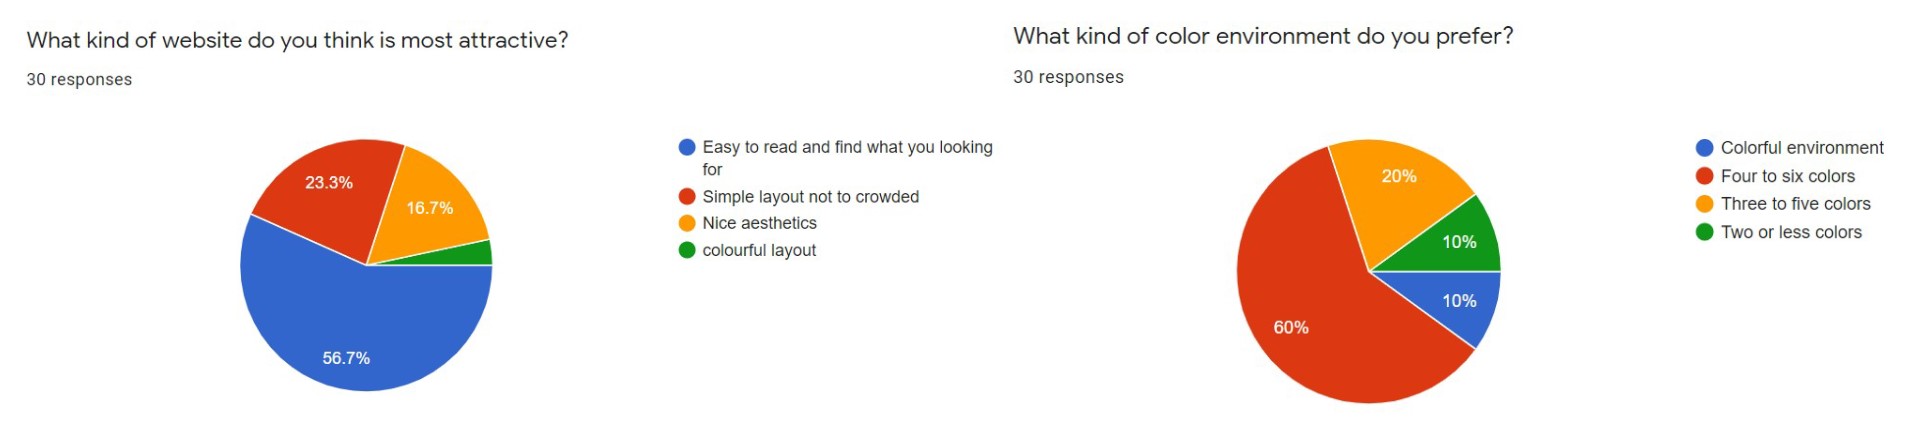 What kind of website do you think is most attractive?
30 responses
23.3%
16.7%
56.7%
Easy to read and find what you looking
for
Simple layout not to crowded
Nice aesthetics
colourful layout
What kind of color environment do you prefer?
30 responses
20%
10%
10%
60%
Colorful environment
Four to six colors
Three to five colors
Two or less colors